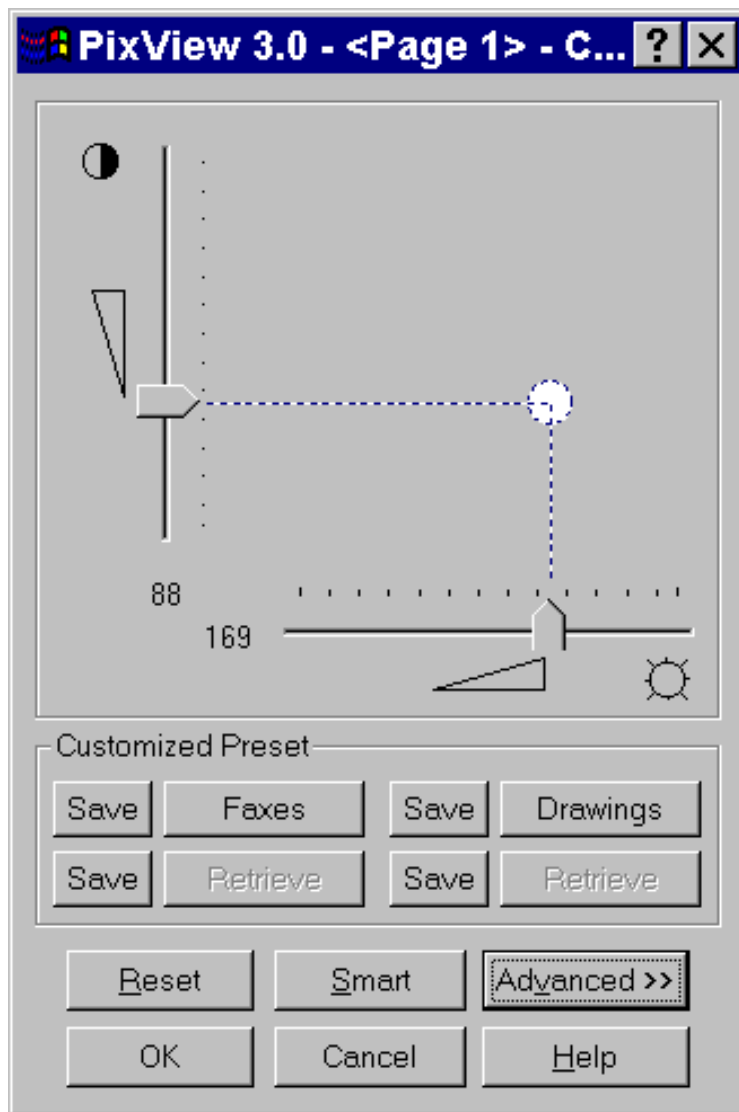 PixView 3.0 - <Page 1> - C...
88
169
Customized Preset
Save Faxes Save Drawings
Save Retrieve Save Retrieve
Reset Smart Advanced >>
OK Cancel Help